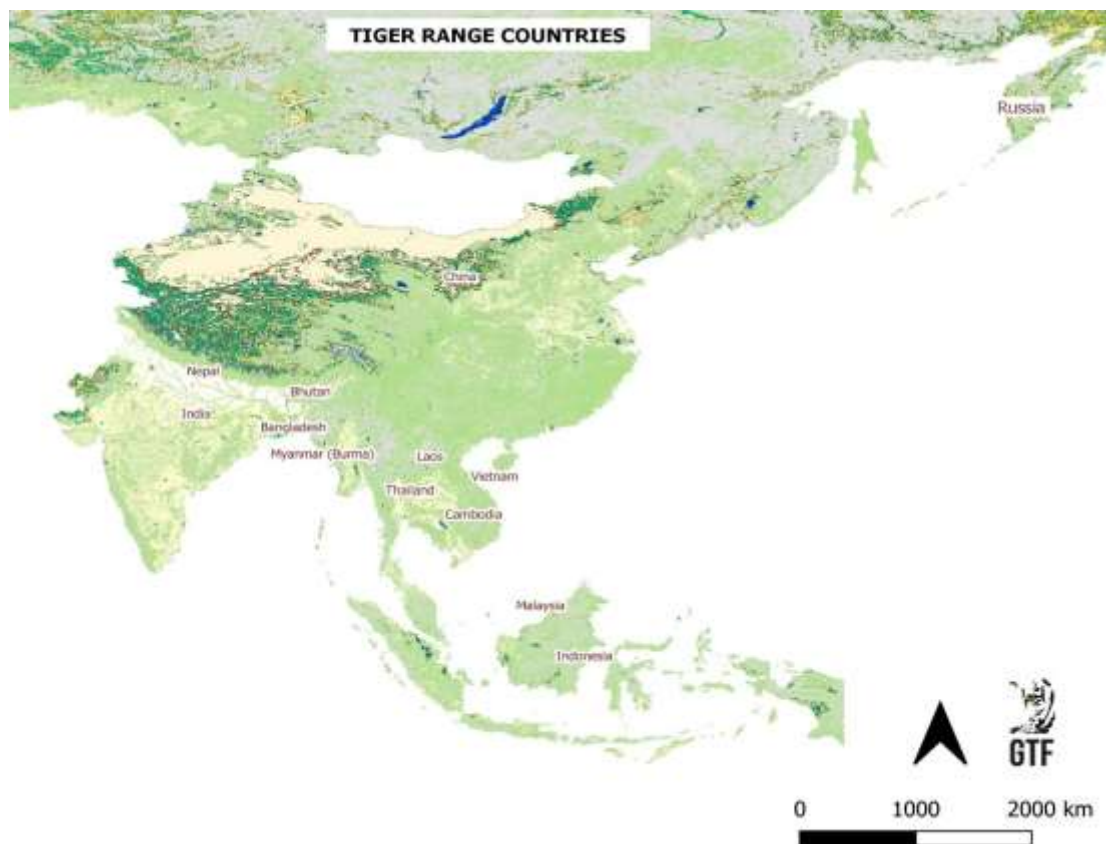 TIGER RANGE COUNTRIES
Russia
China
Nepal
Bhutan
India
Bangladesh
Myanmar (Burma)
Laos
Vietnam
Thailand
Cambodia
Malaysia
Indonesia
GTF
0 1000 2000 km